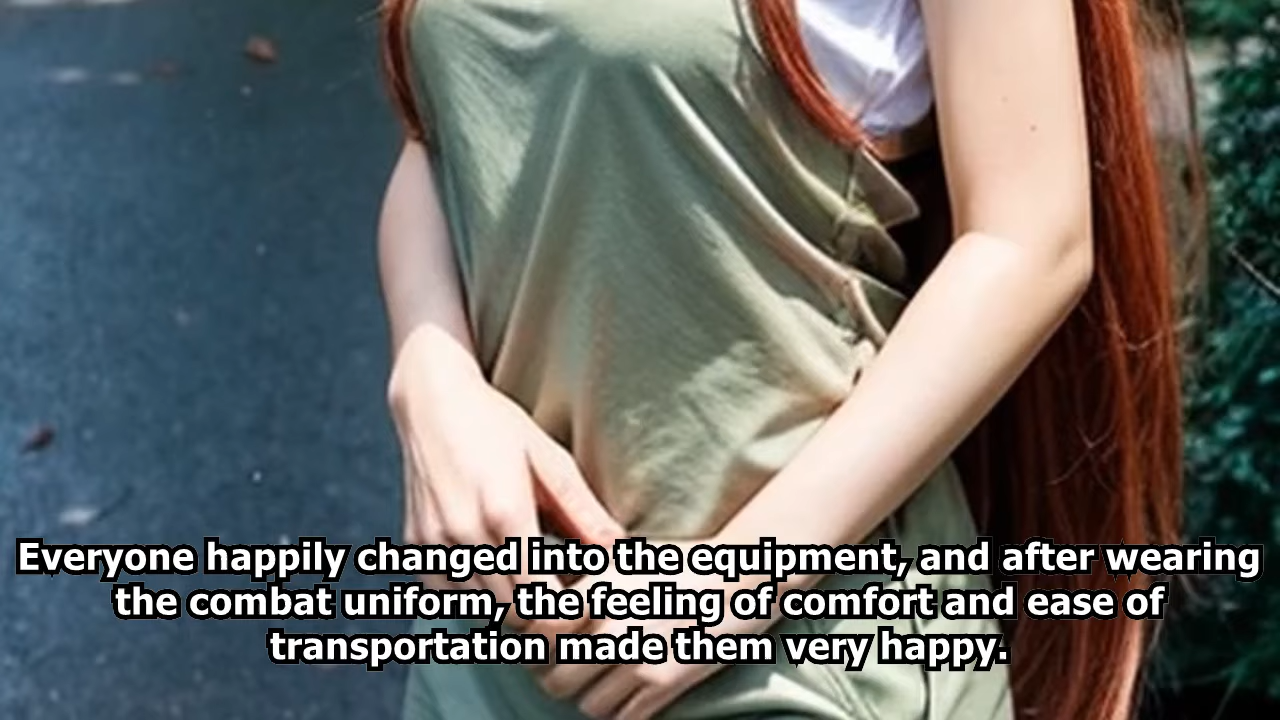 Everyone happily changed into the equipment, and after wearing
the combat uniform, the feeling of comfort and ease of
transportation made them very happy.